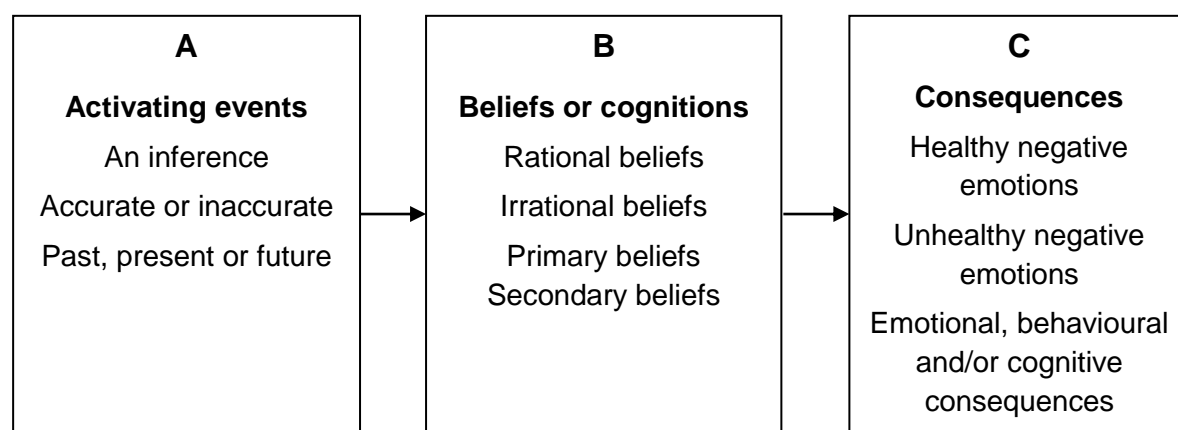 A
Activating events
An inference
Accurate or inaccurate
Past, present or future
B
Beliefs or cognitions
Rational beliefs
Irrational beliefs
Primary beliefs
Secondary beliefs
C
Consequences
Healthy negative
emotions
Unhealthy negative
emotions
Emotional, behavioural
and/or cognitive
consequences